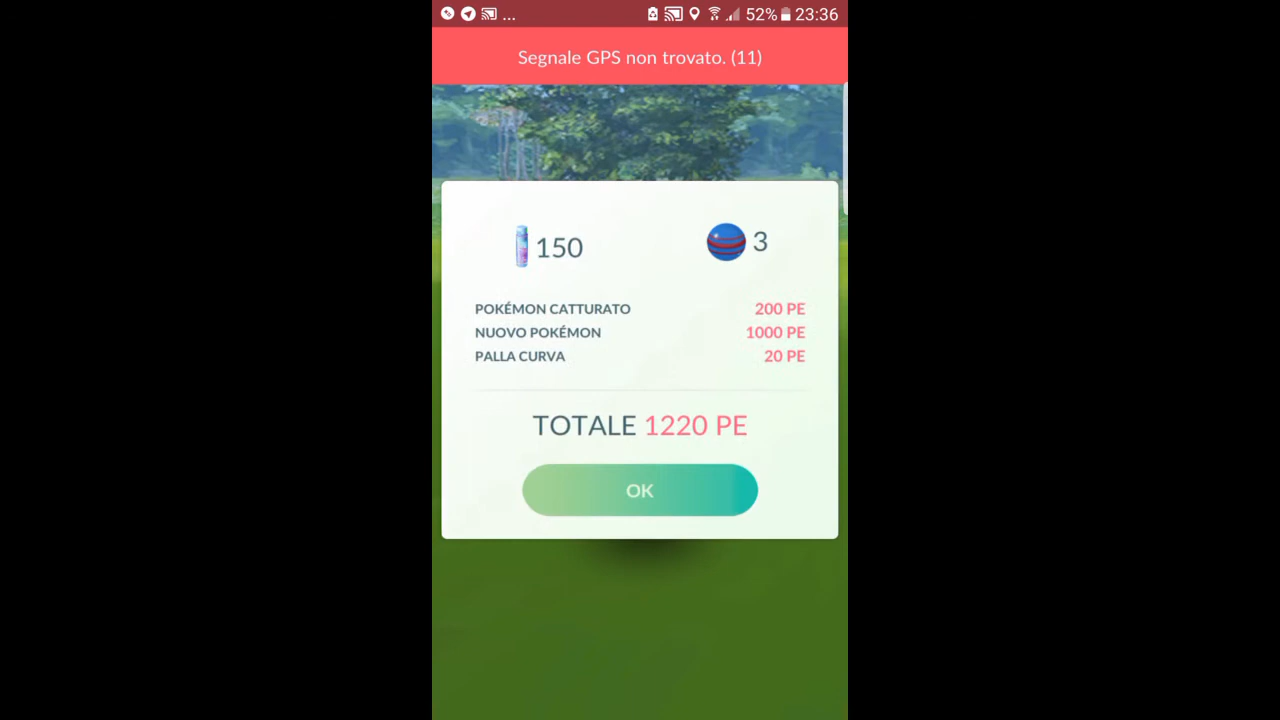 ... 52% 23:36
Segnale GPS non trovato. (11)
150 3
POKÉMON CATTURATO 200 PE
NUOVO POKÉMON 1000 PE
PALLA CURVA 20 PE
TOTALE 1220 PE
OK